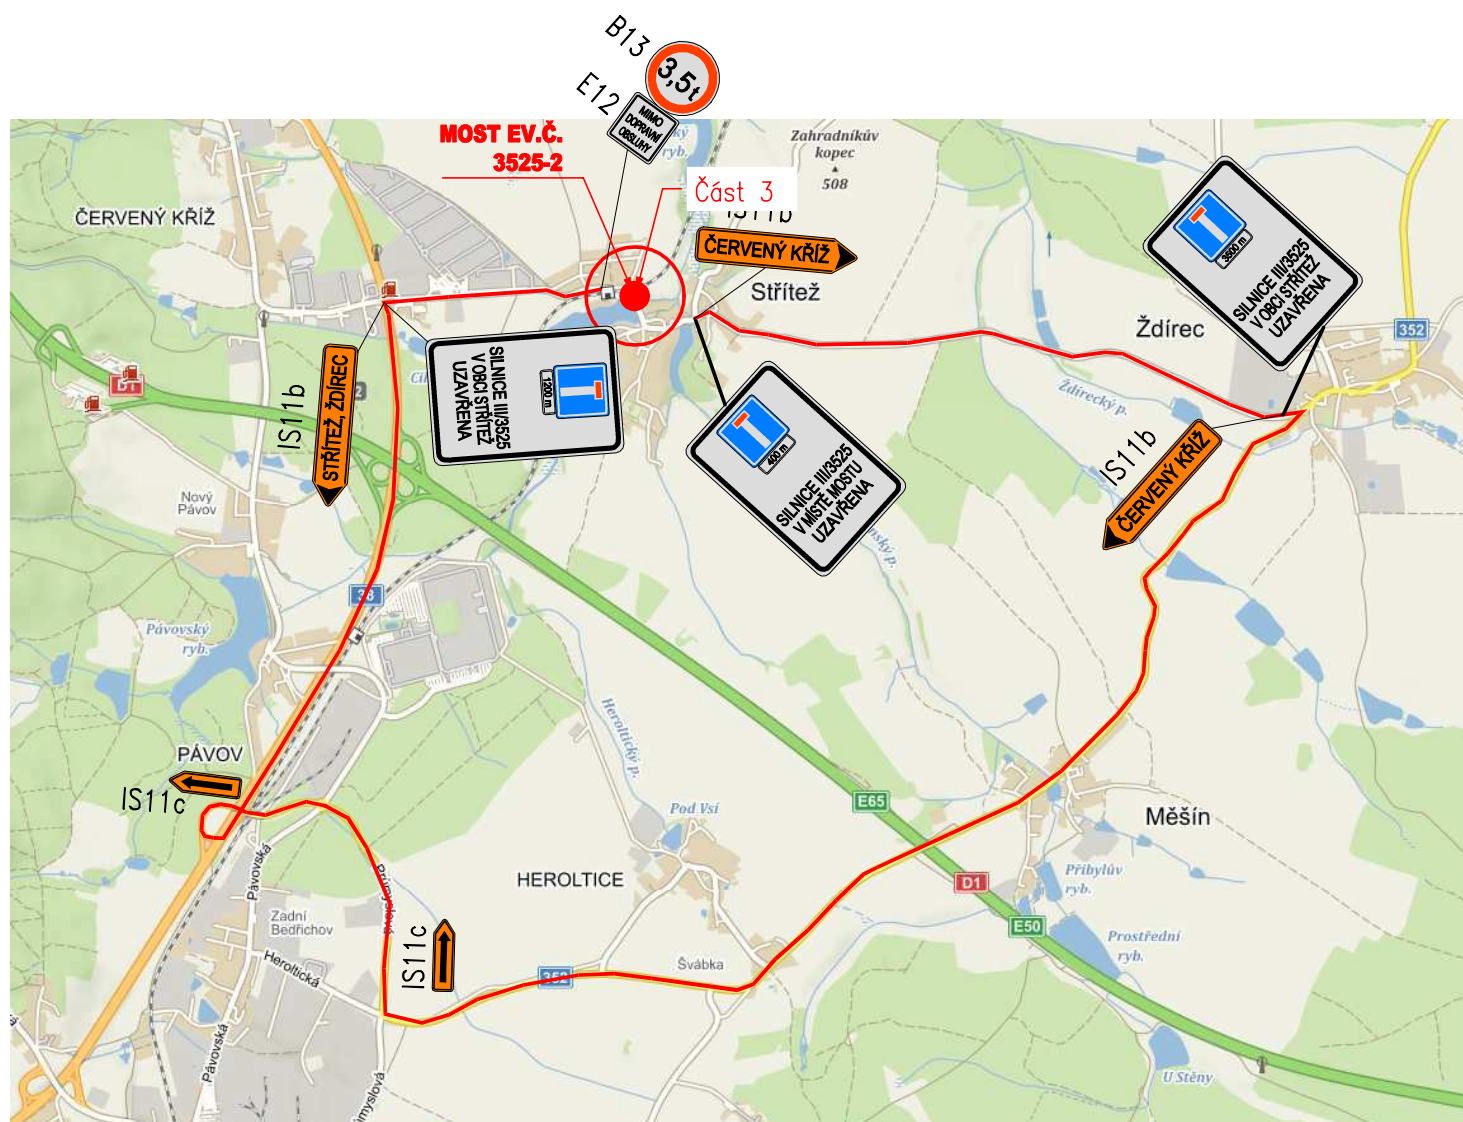 B13
3,5t
E12
MIMO
DOPRAVNÍ
OBSLUHY
MOST EV.Č.
3525-2
Část 3
ryb.
Zahradníkův
kopec
508
ČERVENÝ KŘÍŽ
IS11b
ČERVENÝ KŘÍŽ
Střítež
3500 m
SILNICE III/3525
V OBCI STŘÍTEŽ
UZAVŘENA
Ždírec
352
D1
STŘÍTEŽ, ŽDÍREC
IS11b
1200 m
SILNICE III/3525
V OBCI STŘÍTEŽ
UZAVŘENA
Ždírecký p.
400 m
SILNICE III/3525
V MÍSTĚ MOSTU
UZAVŘENA
IS11b
ČERVENÝ KŘÍŽ
Nový
Pávov
38
Pávovský
ryb.
Heroltický p.
PÁVOV
IS11c
E65
Pod Vsí
Měšín
HEROLTICE
D1
Přibylův
ryb.
Pávovská
Průmyslová
Zadní
Bedřichov
E50
Prostřední
ryb.
IS11c
Heroltická
352
Švábka
Pávovská
U Stěny